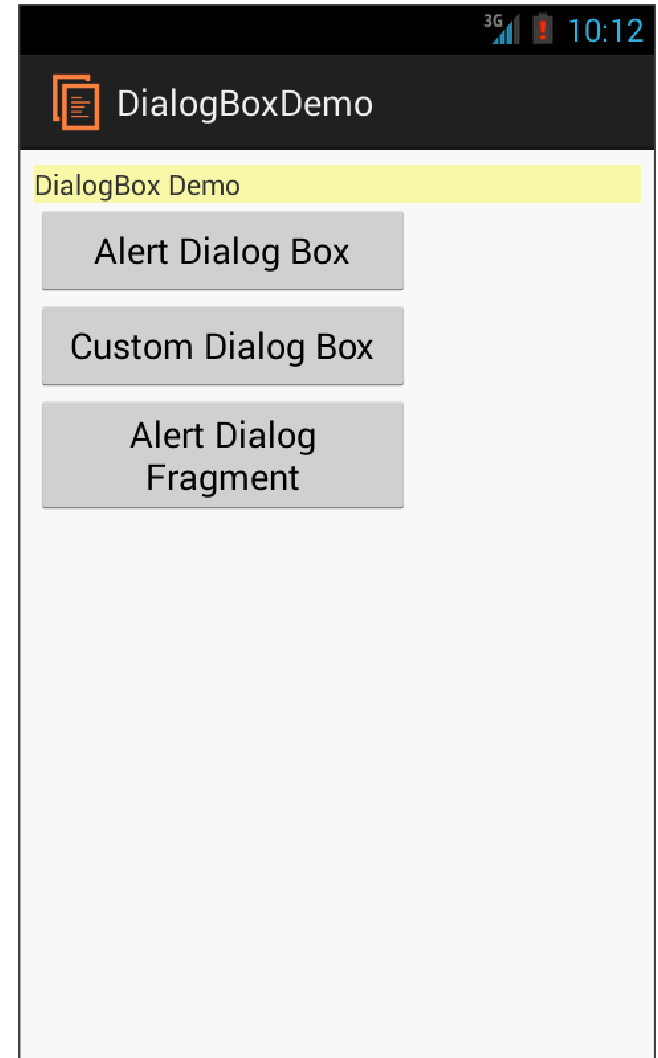 3G 10:12
DialogBoxDemo
DialogBox Demo
Alert Dialog Box
Custom Dialog Box
Alert Dialog
Fragment